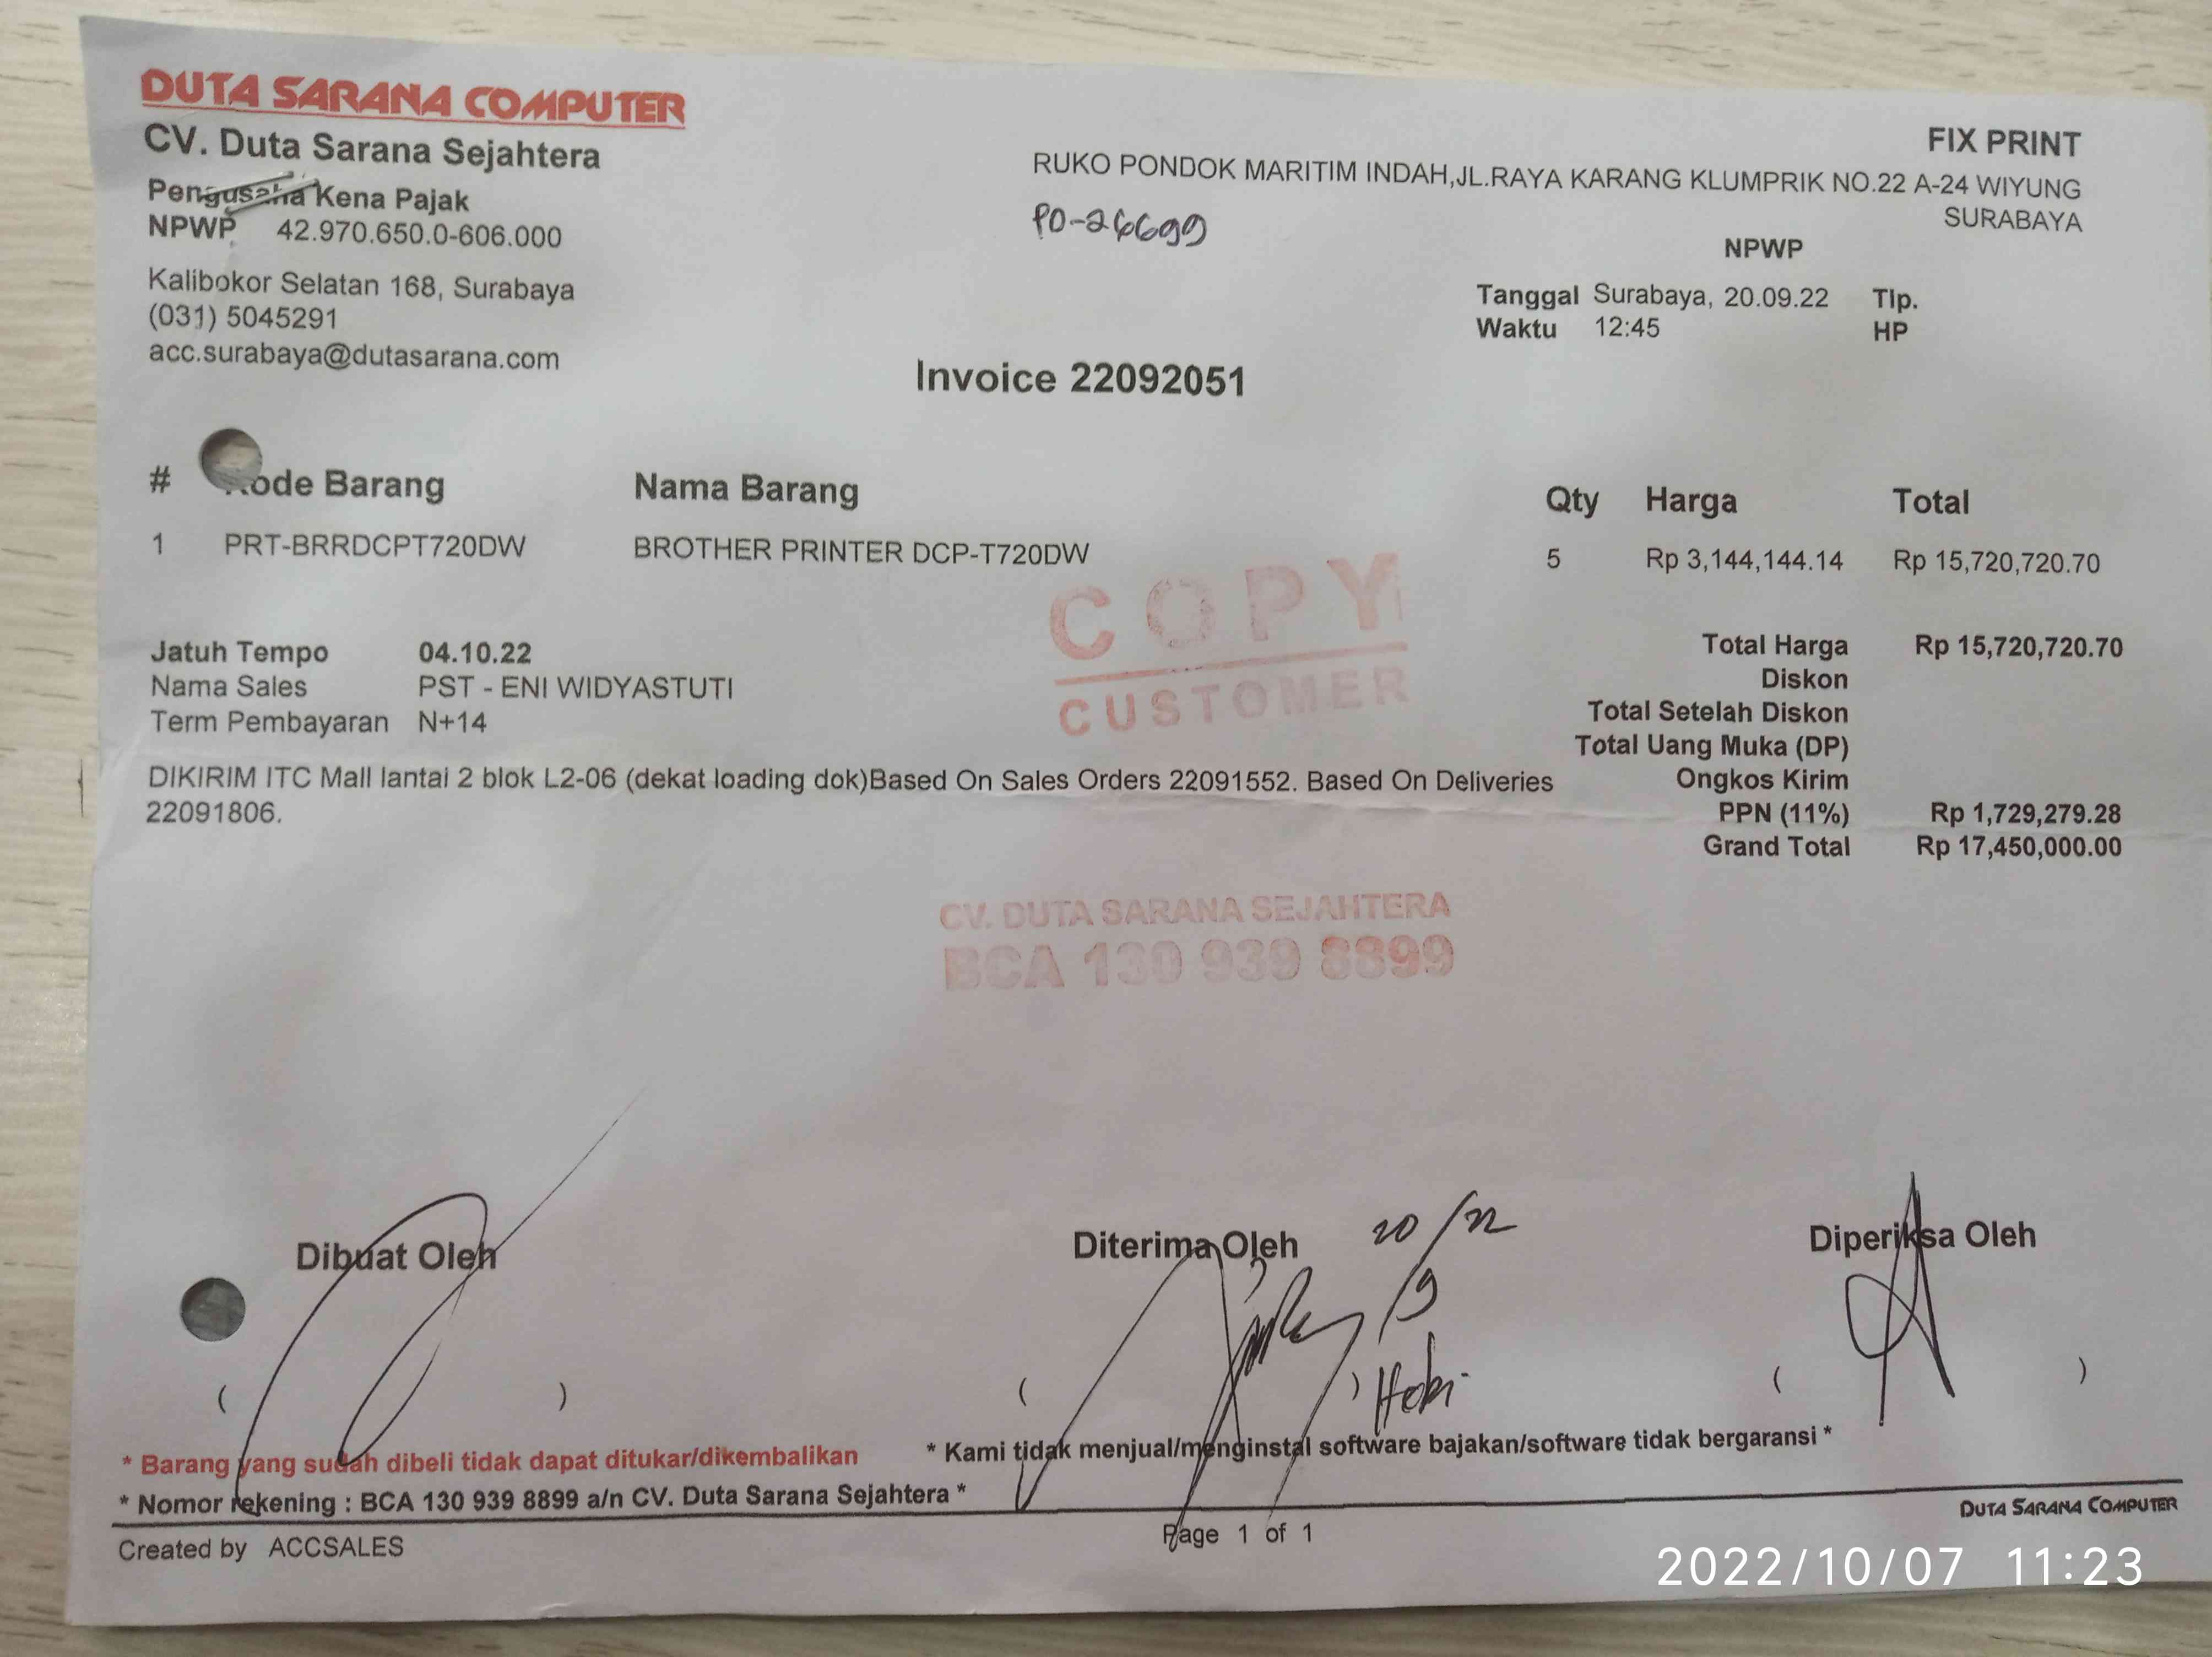 DUTA SARANA COMPUTER
CV. Duta Sarana Sejahtera
Pengusaha Kena Pajak
NPWP 42.970.650.0-606.000
Kalibokor Selatan 168, Surabaya
(031) 5045291
acc.surabaya@dutasarana.com
FIX PRINT
RUKO PONDOK MARITIM INDAH,JL.RAYA KARANG KLUMPRIK NO.22 A-24 WIYUNG
SURABAYA
PO-26699
NPWP
Tanggal Surabaya, 20.09.22 Tlp.
Waktu 12:45 HP
Invoice 22092051
# Kode Barang Nama Barang Qty Harga Total
1 PRT-BRRDCPT720DW BROTHER PRINTER DCP-T720DW 5 Rp 3,144,144.14 Rp 15,720,720.70
COPY
CUSTOMER
Jatuh Tempo 04.10.22
Nama Sales PST - ENI WIDYASTUTI
Term Pembayaran N+14
DIKIRIM ITC Mall lantai 2 blok L2-06 (dekat loading dok)Based On Sales Orders 22091552. Based On Deliveries
22091806.
Total Harga Rp 15,720,720.70
Diskon
Total Setelah Diskon
Total Uang Muka (DP)
Ongkos Kirim
PPN (11%) Rp 1,729,279.28
Grand Total Rp 17,450,000.00
CV. DUTA SARANA SEJAHTERA
BCA 130 939 8899
Dibuat Oleh Diterima Oleh 20/22 Diperiksa Oleh
/9
( ) ( ) ( )
* Barang yang sudah dibeli tidak dapat ditukar/dikembalikan * Kami tidak menjual/menginstal software bajakan/software tidak bergaransi *
* Nomor rekening : BCA 130 939 8899 a/n CV. Duta Sarana Sejahtera *
DUTA SARANA COMPUTER
Created by ACCSALES Page 1 of 1
2022/10/07 11:23